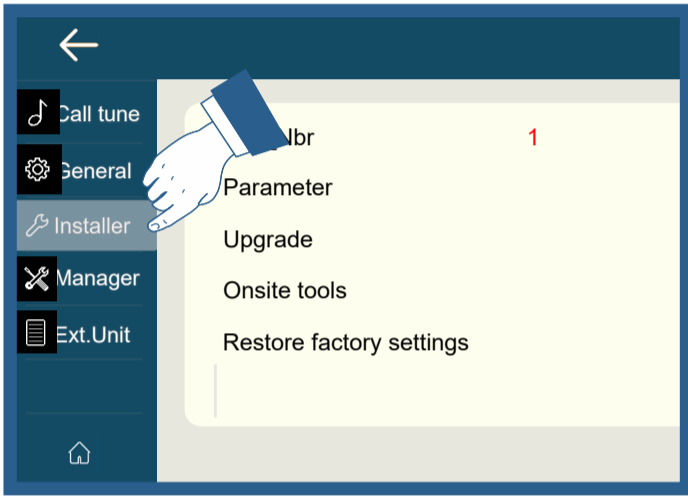 Call tune
General
Installer
Manager
Ext.Unit
1
Parameter
Upgrade
Onsite tools
Restore factory settings